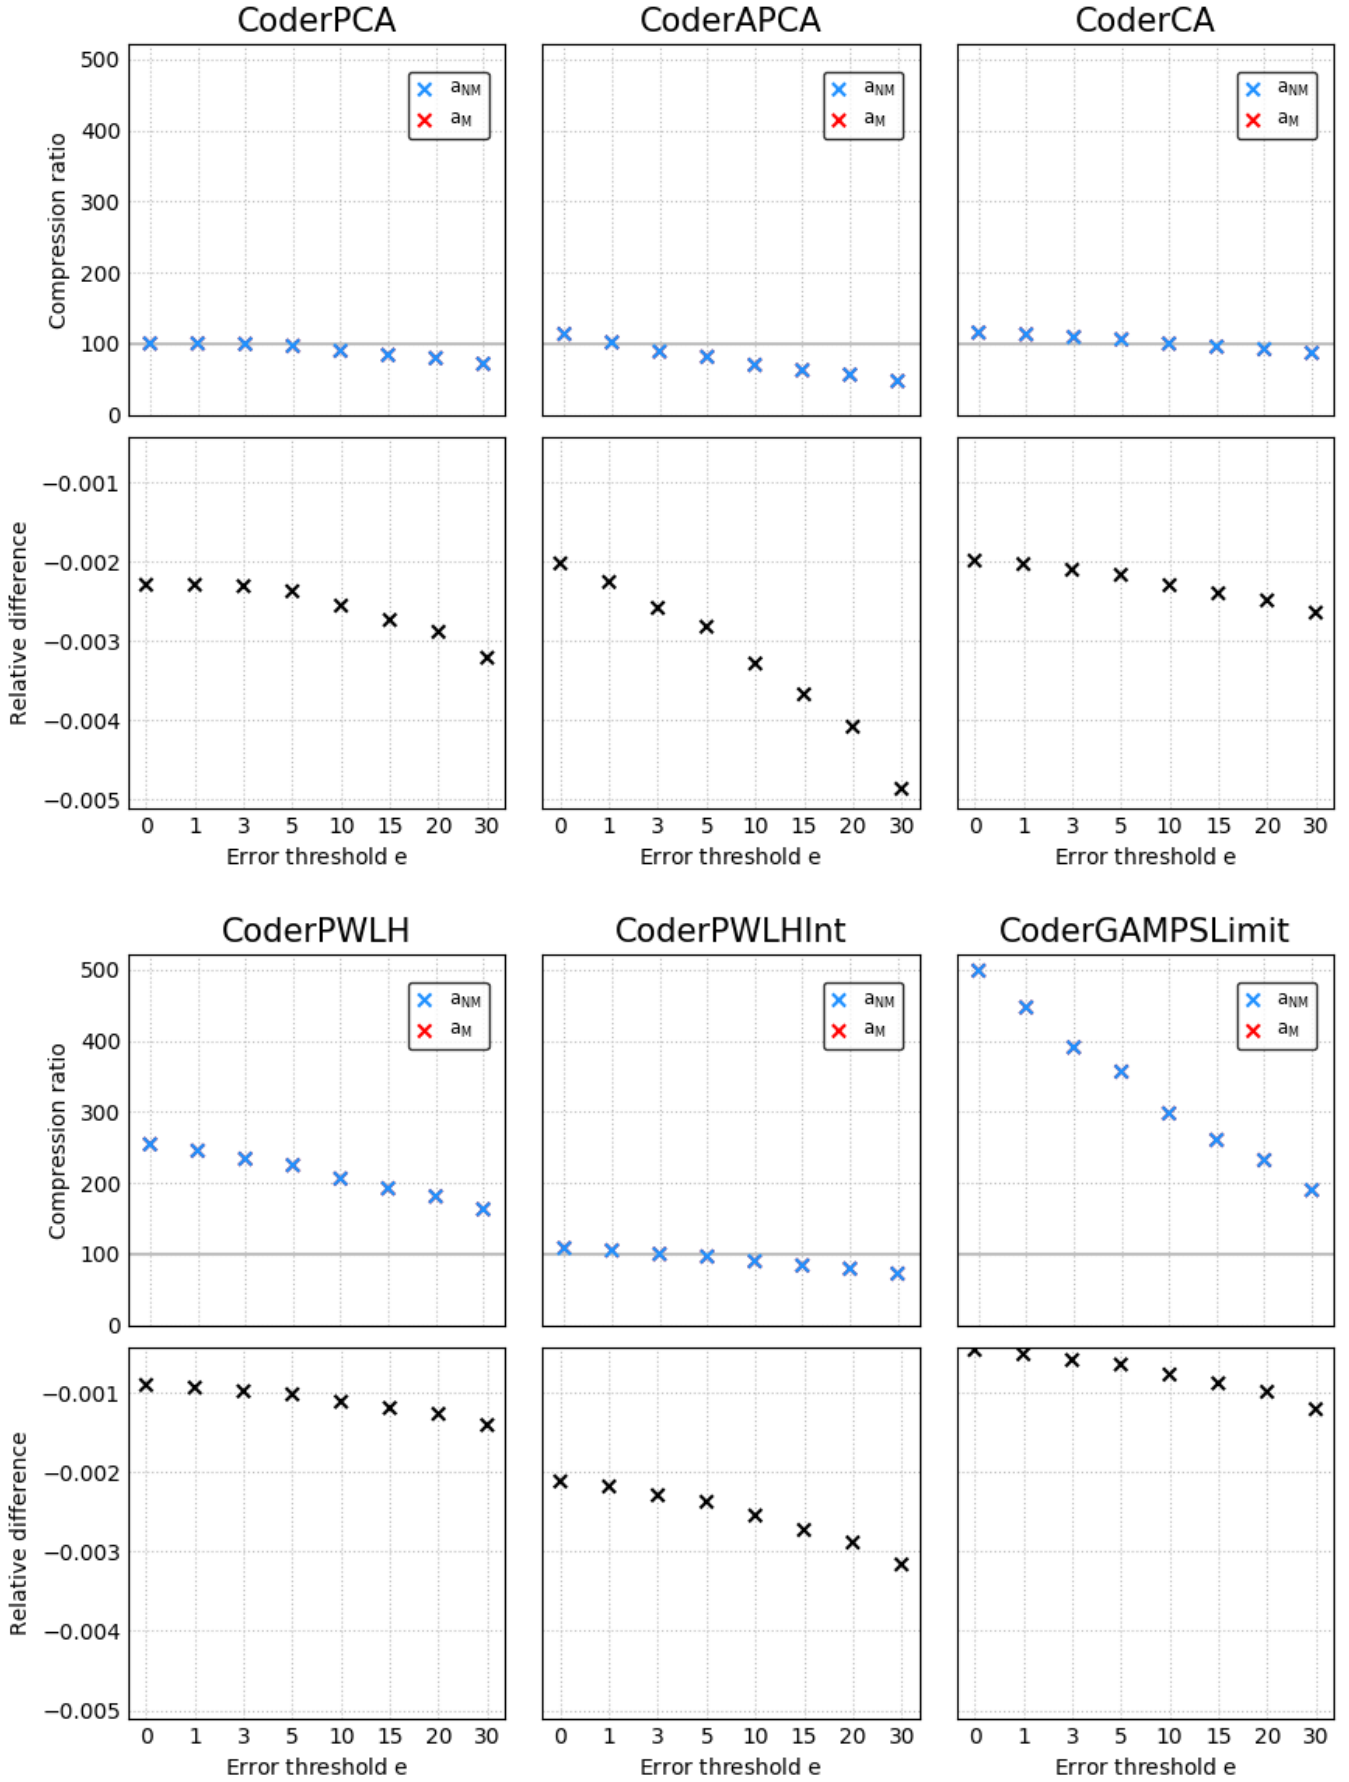 CoderPCA CoderAPCA CoderCA
Compression ratio
500
400
300
200
100
0
aNM
aM
aNM
aM
aNM
aM
Relative difference
−0.001
−0.002
−0.003
−0.004
−0.005
0 1 3 5 10 15 20 30
0 1 3 5 10 15 20 30
0 1 3 5 10 15 20 30
Error threshold e
Error threshold e
Error threshold e
CoderPWLH CoderPWLHInt CoderGAMPSLimit
Compression ratio
500
400
300
200
100
0
aNM
aM
aNM
aM
aNM
aM
Relative difference
−0.001
−0.002
−0.003
−0.004
−0.005
0 1 3 5 10 15 20 30
0 1 3 5 10 15 20 30
0 1 3 5 10 15 20 30
Error threshold e
Error threshold e
Error threshold e